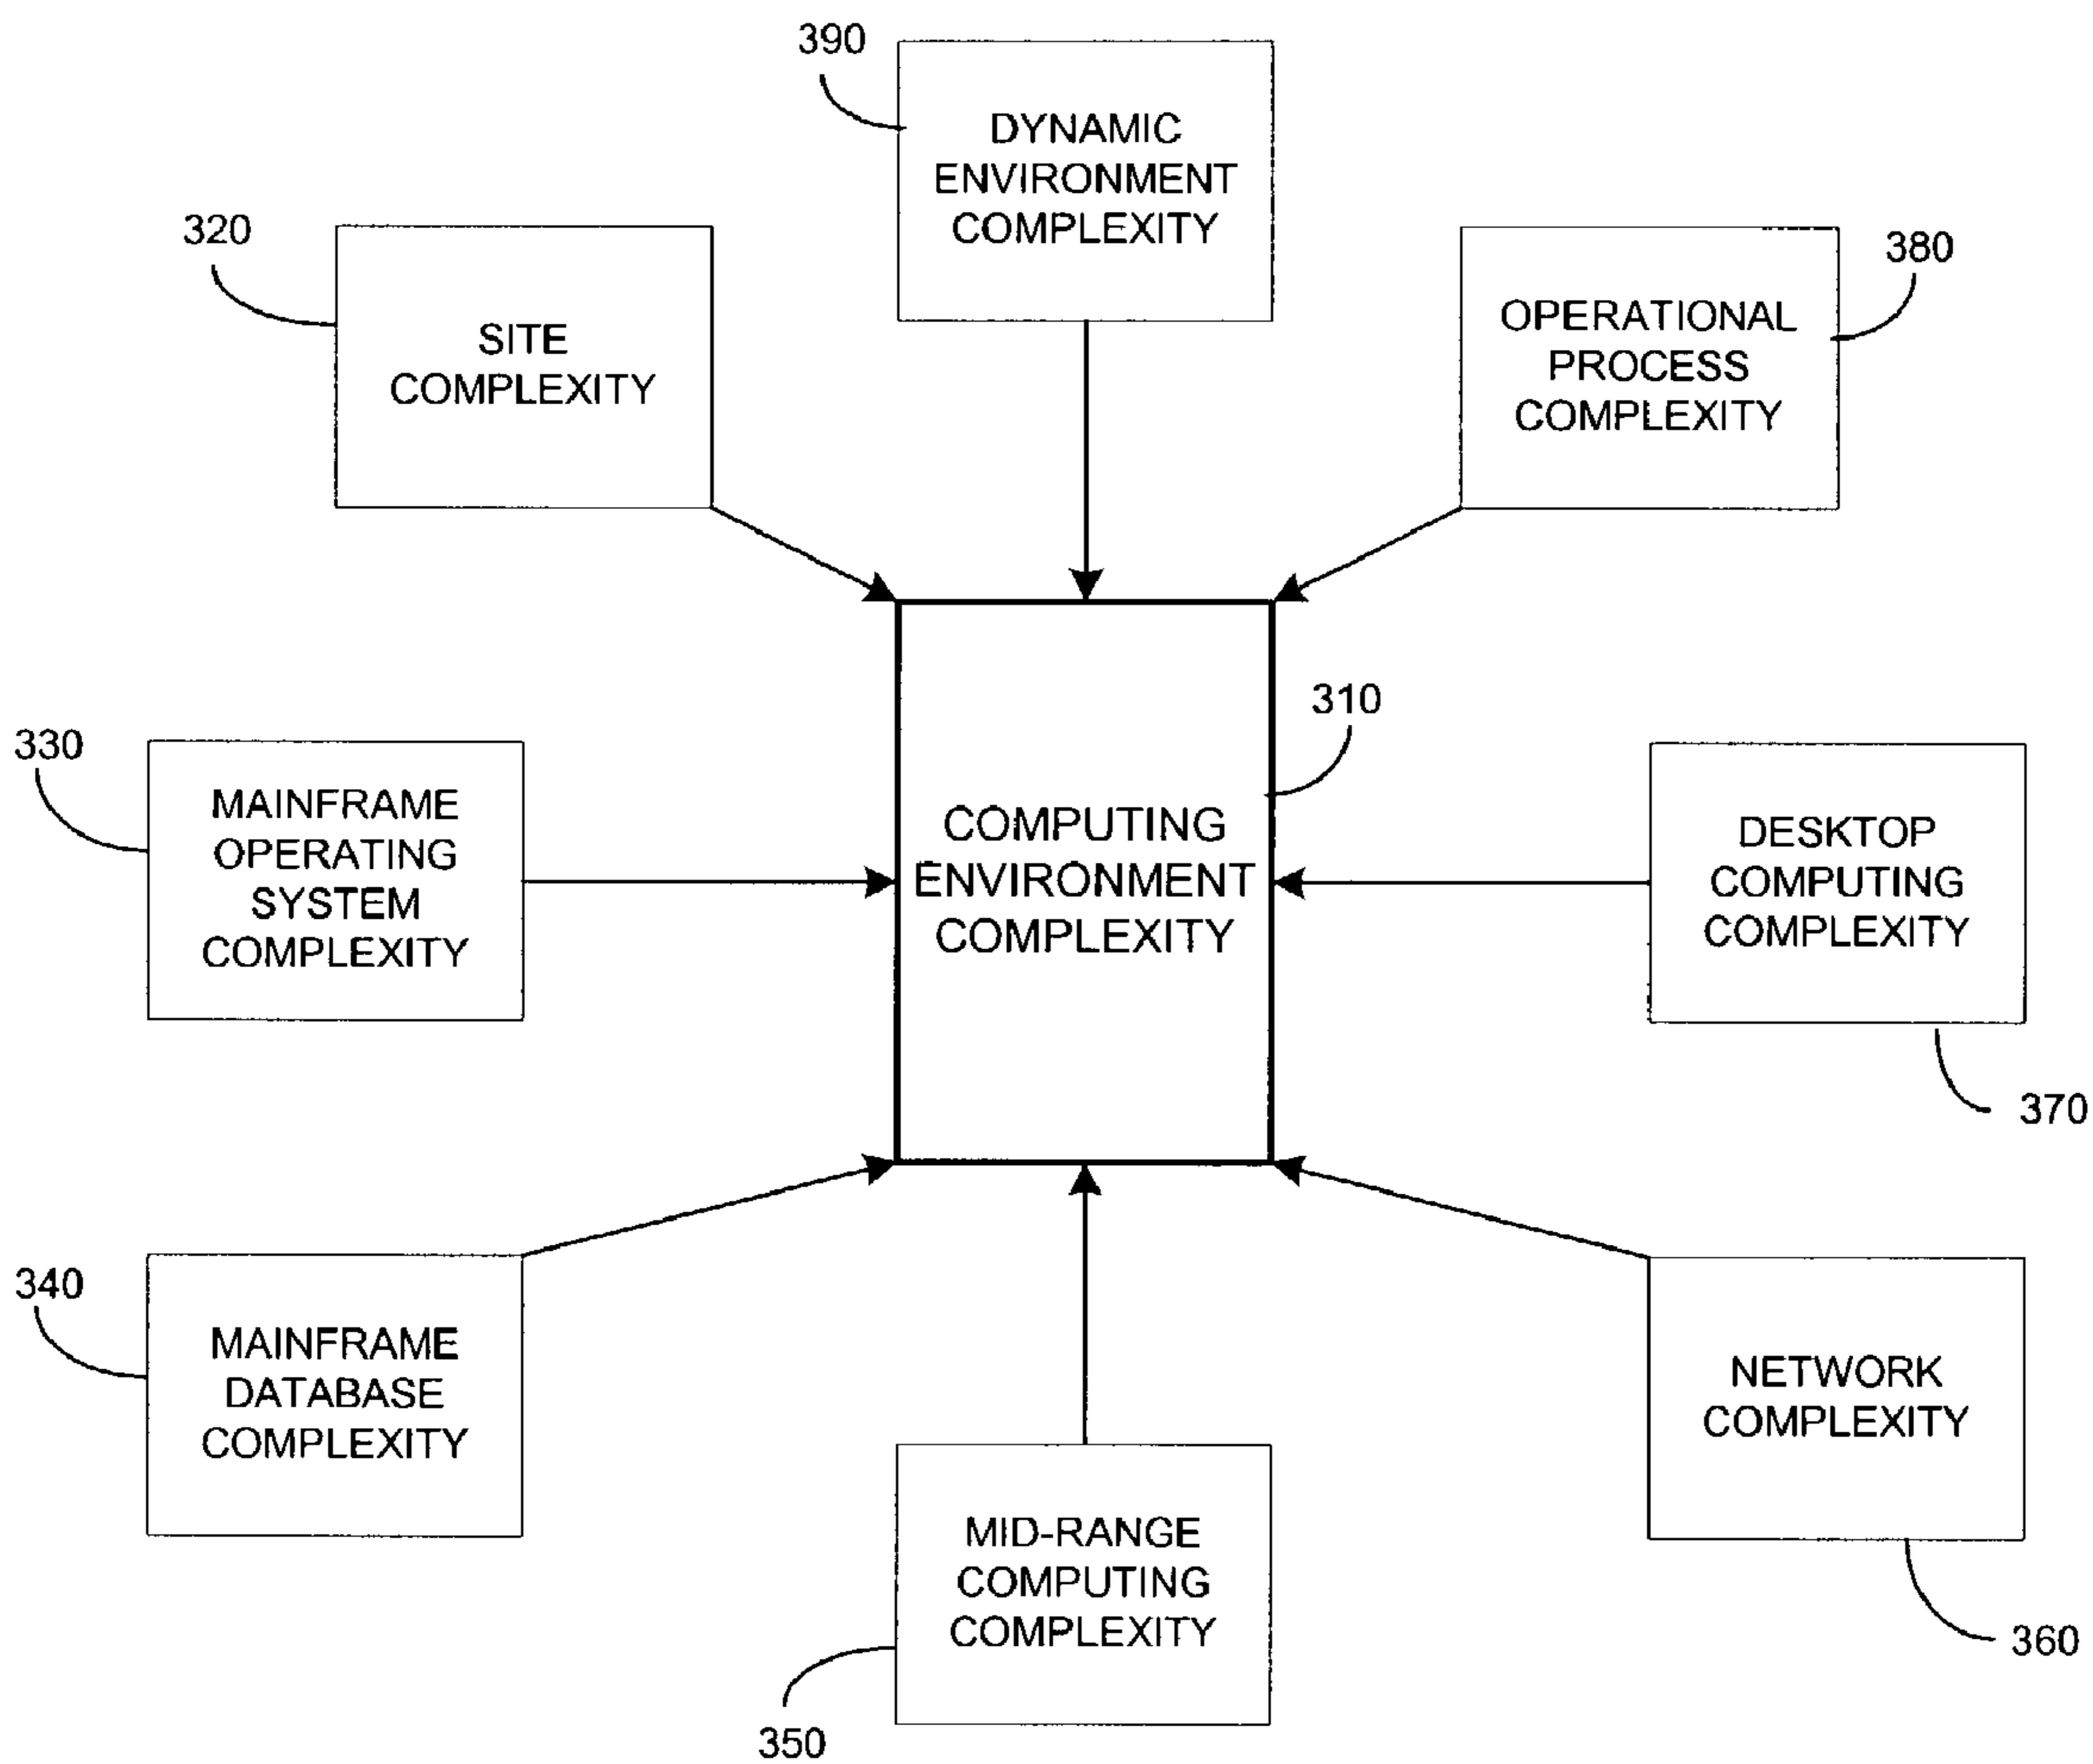 390
DYNAMIC
ENVIRONMENT
COMPLEXITY
320
SITE
COMPLEXITY
380
OPERATIONAL
PROCESS
COMPLEXITY
310
330
MAINFRAME
OPERATING
SYSTEM
COMPLEXITY
COMPUTING
ENVIRONMENT
COMPLEXITY
DESKTOP
COMPUTING
COMPLEXITY
370
340
MAINFRAME
DATABASE
COMPLEXITY
MID-RANGE
COMPUTING
COMPLEXITY
350
NETWORK
COMPLEXITY
360